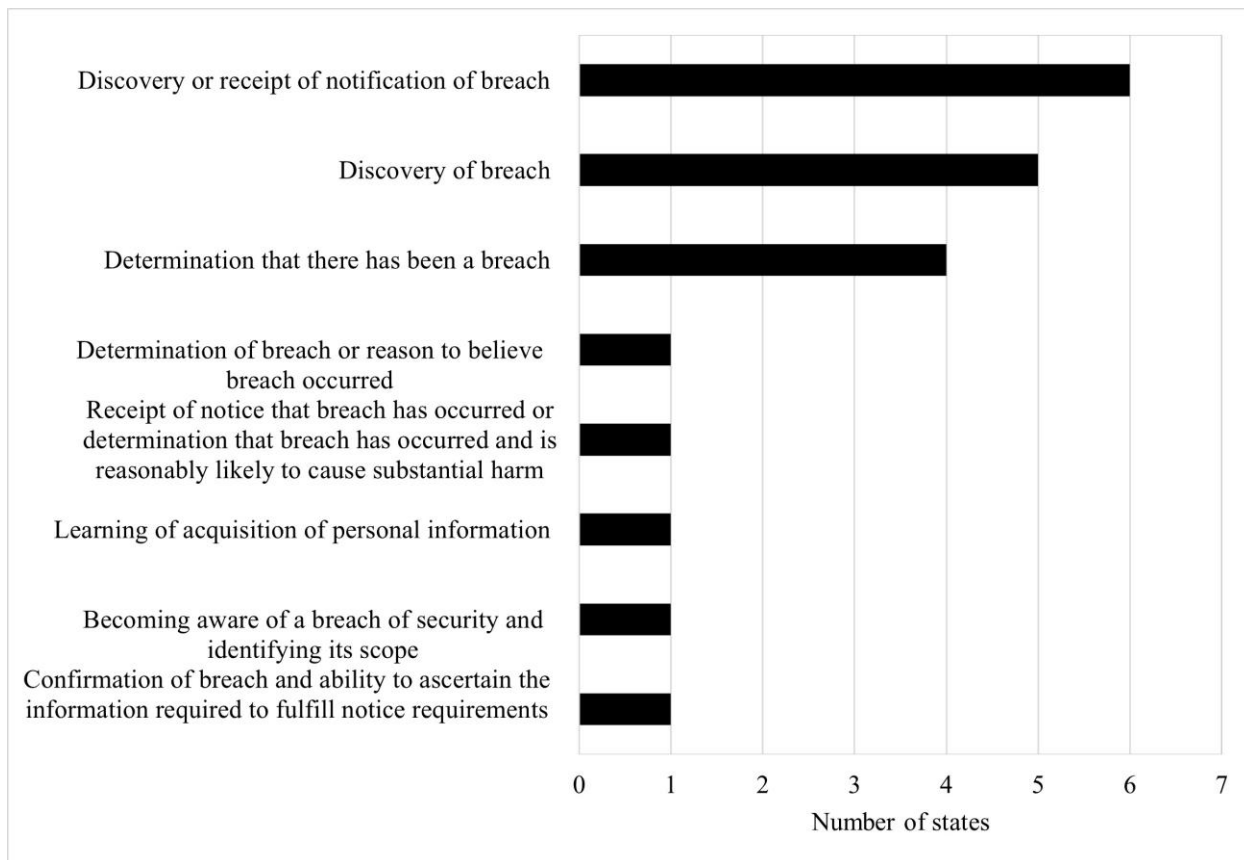 Discovery or receipt of notification of breach
Discovery of breach
Determination that there has been a breach
Determination of breach or reason to believe
breach occurred
Receipt of notice that breach has occurred or
determination that breach has occurred and is
reasonably likely to cause substantial harm
Learning of acquisition of personal information
Becoming aware of a breach of security and
identifying its scope
Confirmation of breach and ability to ascertain the
information required to fulfill notice requirements
0 1 2 3 4 5 6 7
Number of states